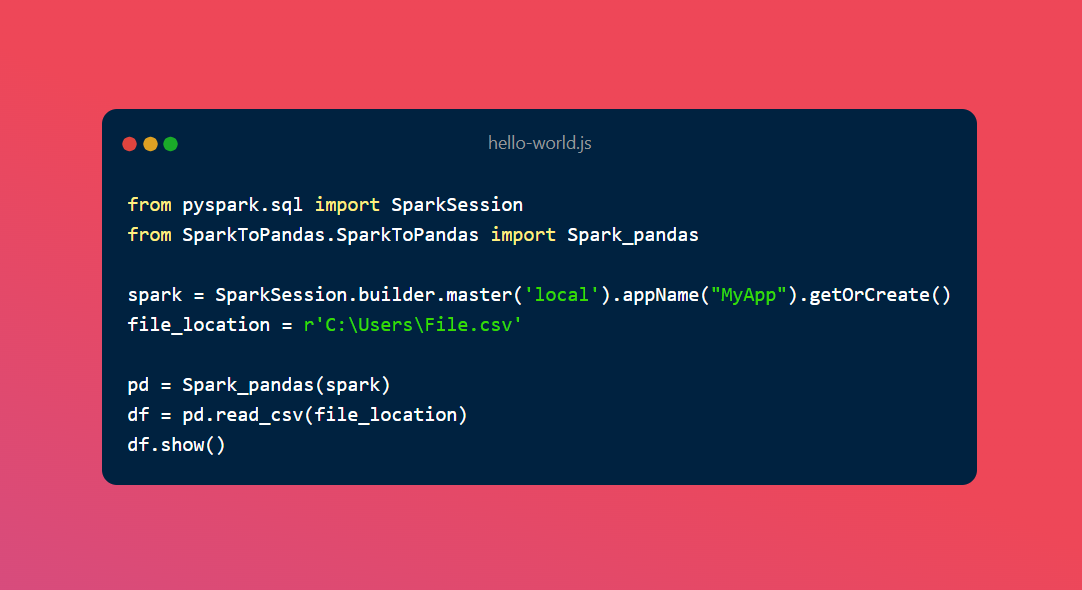 hello-world.js
from pyspark.sql import SparkSession
from SparkToPandas.SparkToPandas import Spark_pandas
spark = SparkSession.builder.master('local').appName("MyApp").getOrCreate()
file_location = r'C:\Users\File.csv'
pd = Spark_pandas(spark)
df = pd.read_csv(file_location)
df.show()